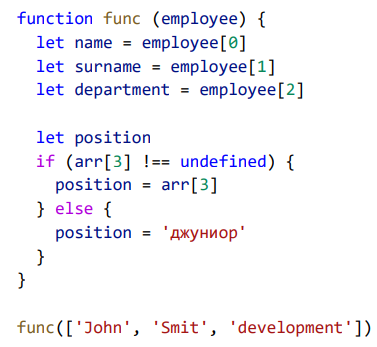 function func (employee) {
  let name = employee[0]
  let surname = employee[1]
  let department = employee[2]

  let position
  if (arr[3] !== undefined) {
    position = arr[3]
  } else {
    position = 'джуниор'
  }
}

func(['John', 'Smit', 'development'])